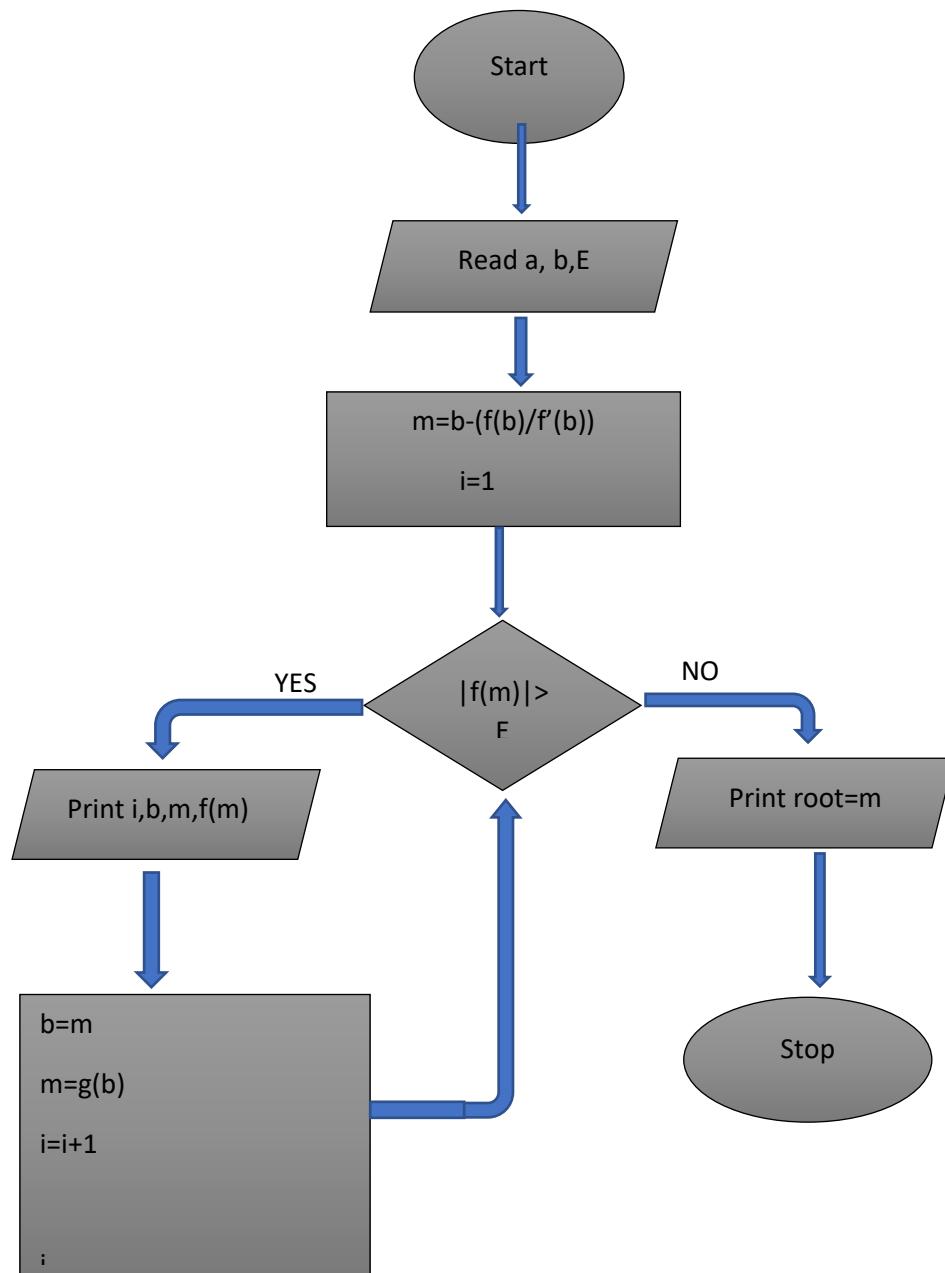 Start
Read a, b,E
m=b-(f(b)/f’(b))
i=1
YES
|f(m)|>
NO
Print i,b,m,f(m)
Print root=m
b=m
m=g(b)
i=i+1
Stop